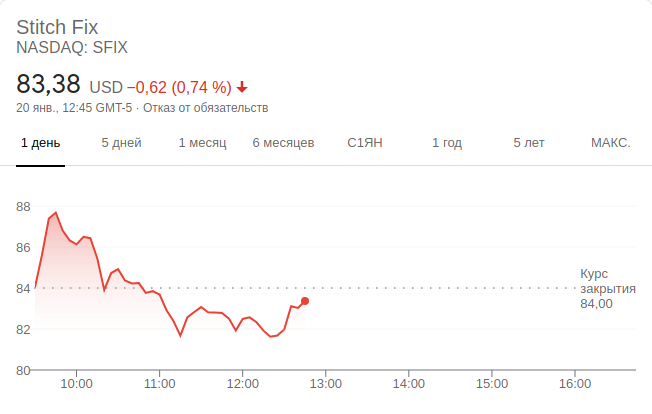 Stitch Fix
NASDAQ: SFIX
83,38 USD −0,62 (0,74 %)
20 янв., 12:45 GMT-5 · Отказ от обязательств
1 день 5 дней 1 месяц 6 месяцев С1ЯН 1 год 5 лет МАКС.
88
86
84
82
80
Курс
закрытия
84,00
10:00 11:00 12:00 13:00 14:00 15:00 16:00